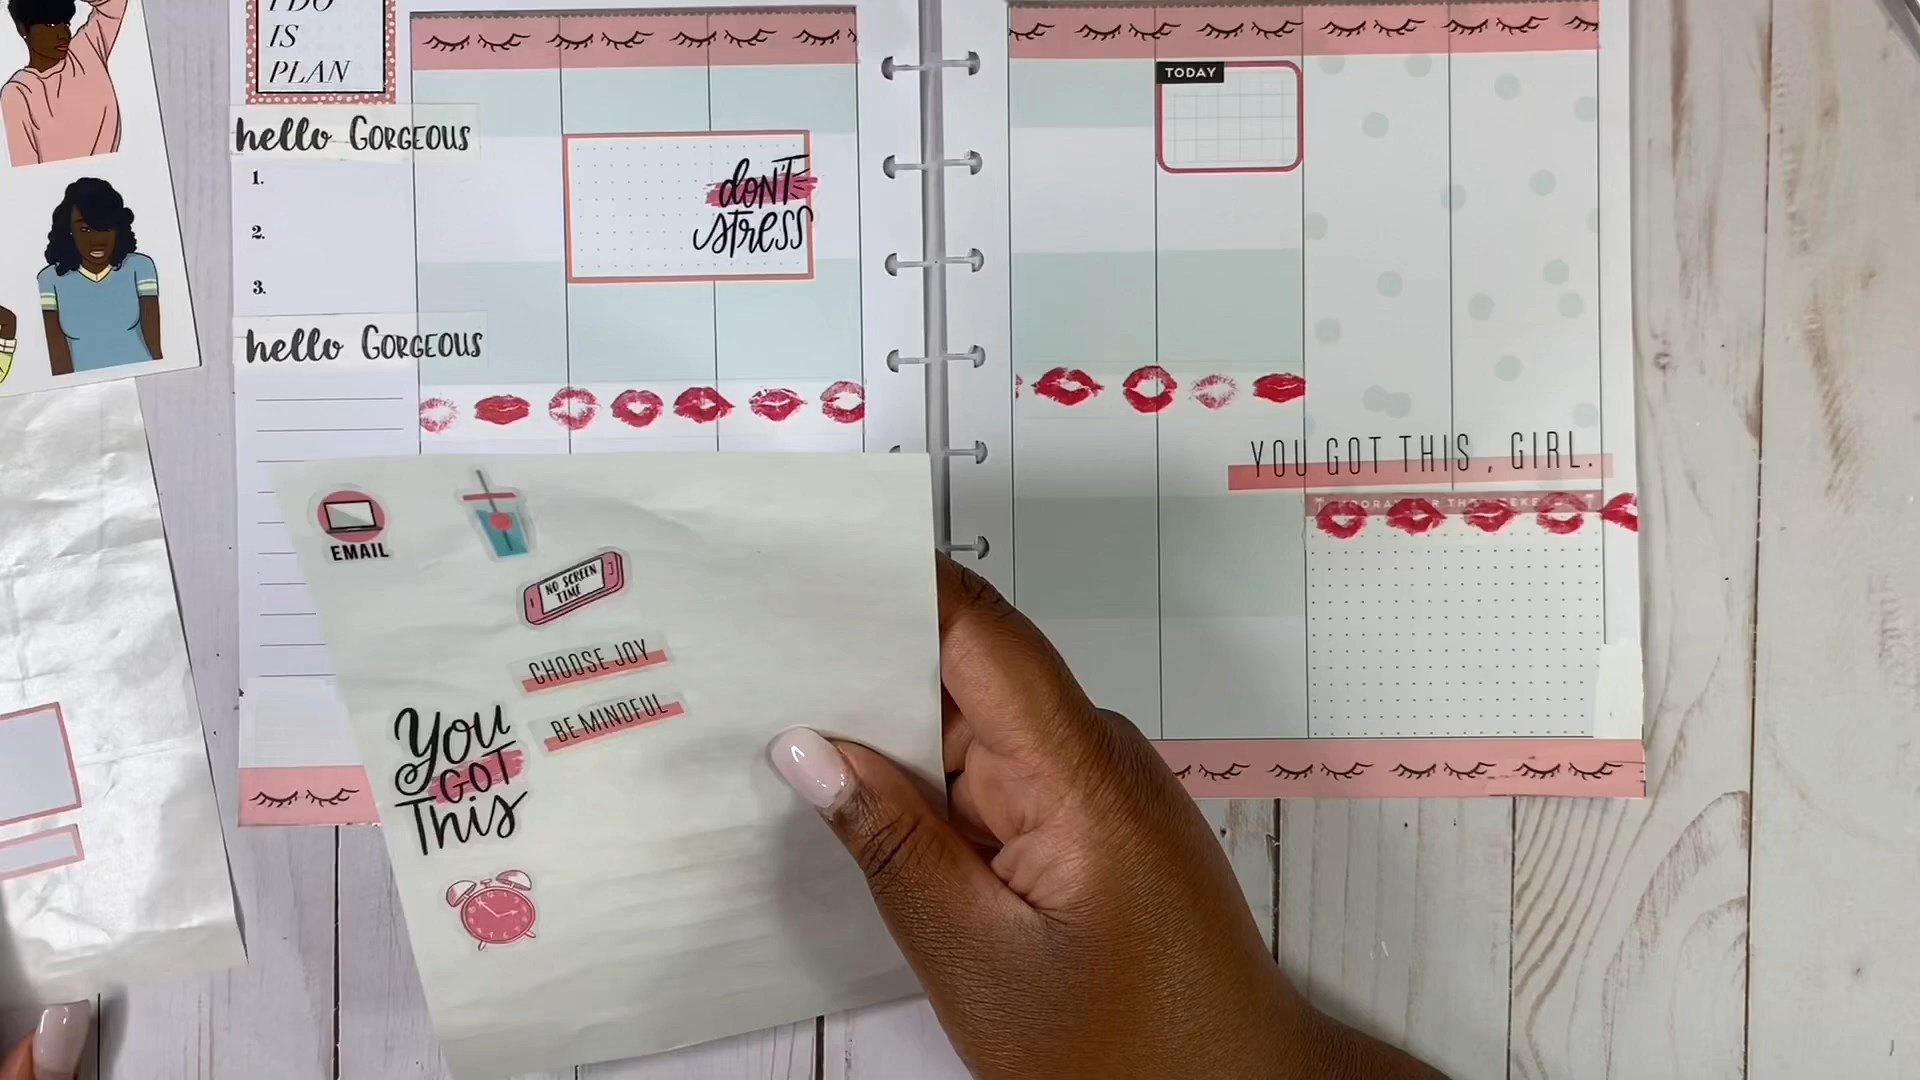 I DO
IS
PLAN
hello GORGEOUS
1.
2.
3.
hello GORGEOUS
DON'T
STRESS
TODAY
YOU GOT THIS, GIRL.
EMAIL
NO SCREEN
TIME
CHOOSE JOY
BE MINDFUL
You
GOT
This